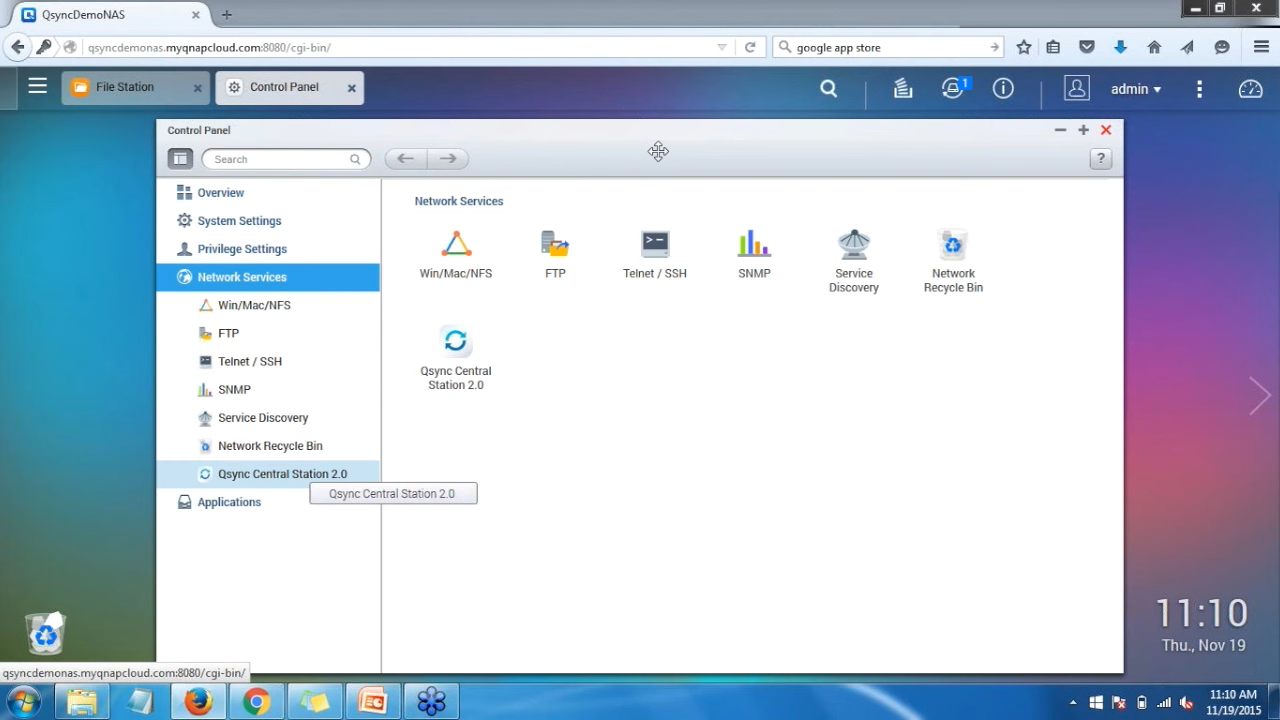 QsyncDemoNAS
qsyncdemonas.myqnapcloud.com:8080/cgi-bin/
google app store
File Station
Control Panel
1
admin
Control Panel
Search
?
Overview
System Settings
Privilege Settings
Network Services
Win/Mac/NFS
FTP
Telnet / SSH
SNMP
Service Discovery
Network Recycle Bin
Qsync Central Station 2.0
Qsync Central Station 2.0
Applications
Network Services
Win/Mac/NFS
FTP
Telnet / SSH
SNMP
Service
Discovery
Network
Recycle Bin
Qsync Central
Station 2.0
11:10
Thu., Nov 19
qsyncdemonas.myqnapcloud.com:8080/cgi-bin/
11:10 AM
11/19/2015